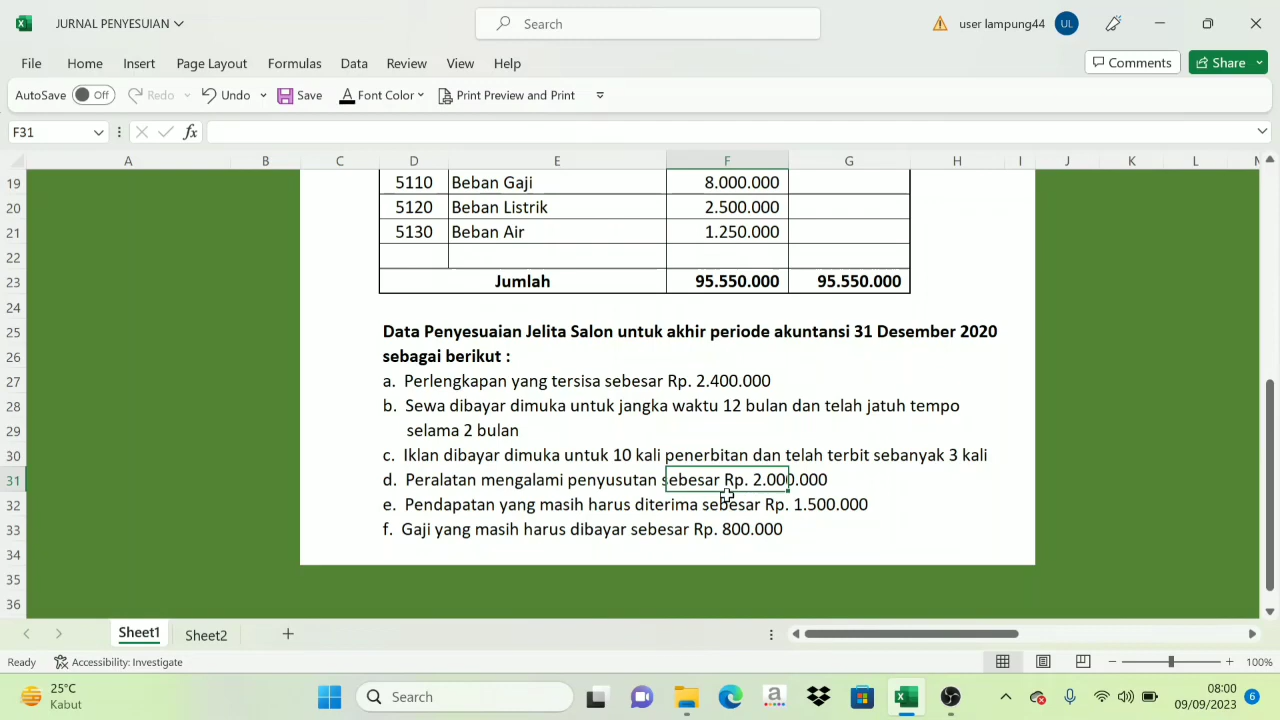 JURNAL PENYESUIAN
Search
user lampung44
UL
File Home Insert Page Layout Formulas Data Review View Help
Comments
Share
AutoSave Off Redo Undo Save Font Color Print Preview and Print
F31
fx
A B C D E F G H I J K L
19 5110 Beban Gaji 8.000.000
20 5120 Beban Listrik 2.500.000
21 5130 Beban Air 1.250.000
22
23 Jumlah 95.550.000 95.550.000
24
25 Data Penyesuaian Jelita Salon untuk akhir periode akuntansi 31 Desember 2020
26 sebagai berikut :
27 a. Perlengkapan yang tersisa sebesar Rp. 2.400.000
28 b. Sewa dibayar dimuka untuk jangka waktu 12 bulan dan telah jatuh tempo
29 selama 2 bulan
30 c. Iklan dibayar dimuka untuk 10 kali penerbitan dan telah terbit sebanyak 3 kali
31 d. Peralatan mengalami penyusutan sebesar Rp. 2.000.000
32 e. Pendapatan yang masih harus diterima sebesar Rp. 1.500.000
33 f. Gaji yang masih harus dibayar sebesar Rp. 800.000
34
35
36
Sheet1 Sheet2
Ready Accessibility: Investigate 100%
25°C
Kabut
Search
08:00
09/09/2023
6